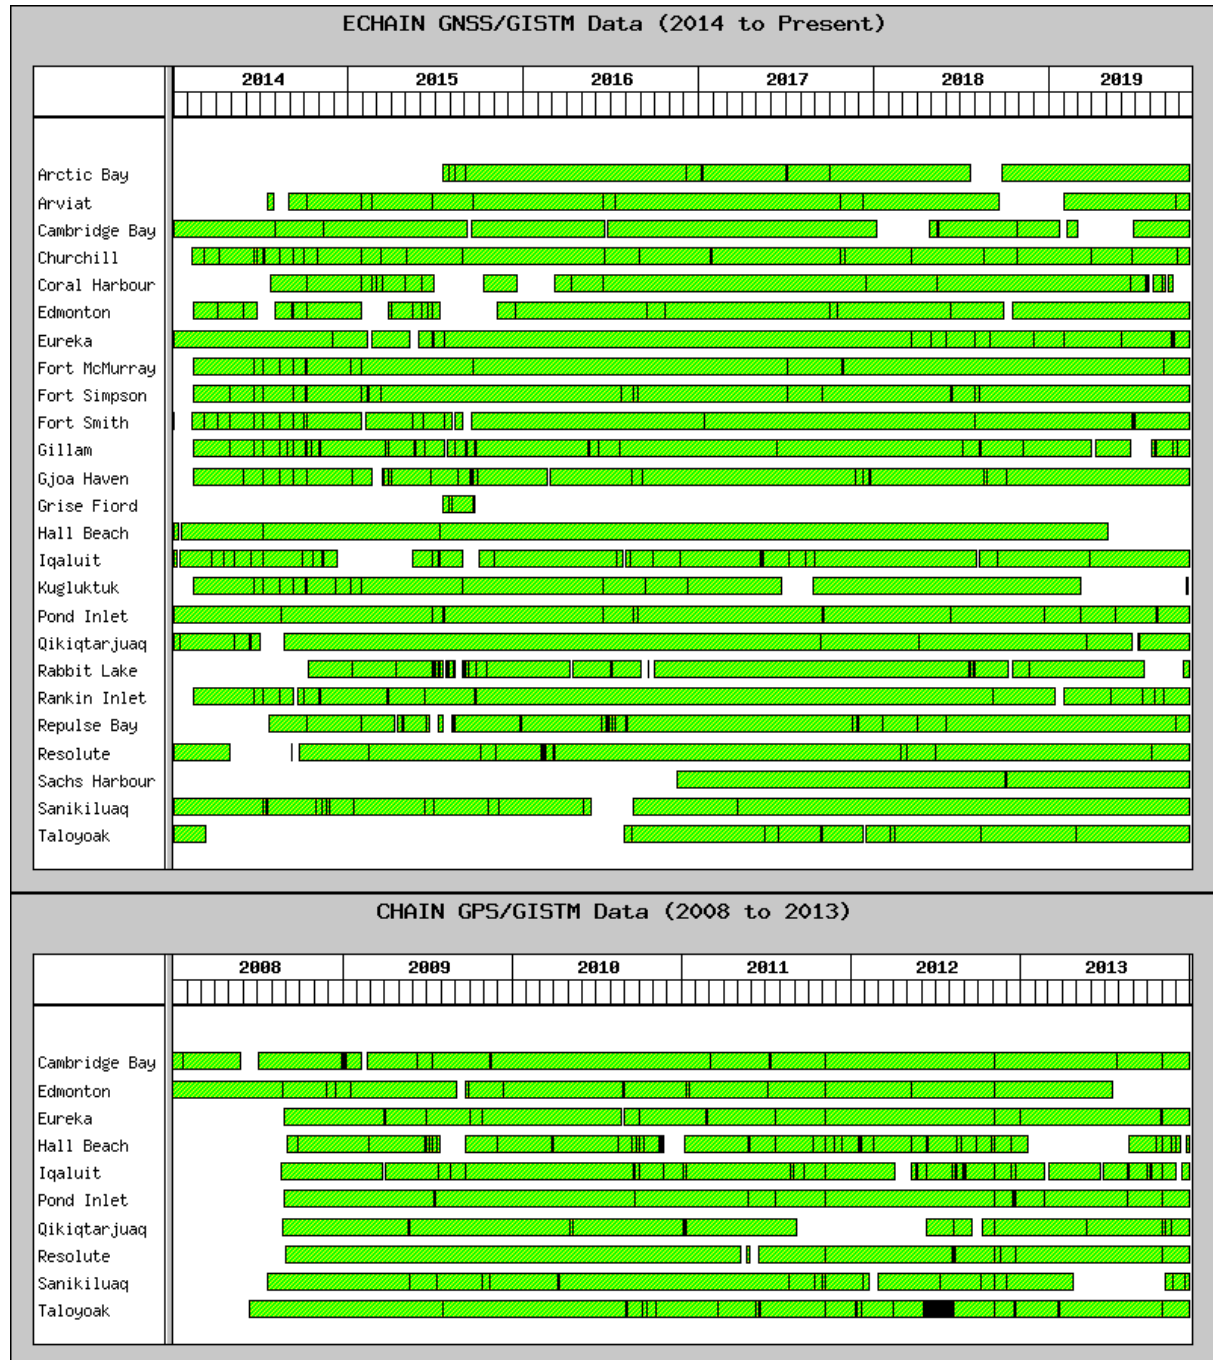 ECHAIN GNSS/GISTM Data (2014 to Present)
2014 2015 2016 2017 2018 2019
Arctic Bay
Arviat
Cambridge Bay
Churchill
Coral Harbour
Edmonton
Eureka
Fort McMurray
Fort Simpson
Fort Smith
Gillam
Gjoa Haven
Grise Fiord
Hall Beach
Iqaluit
Kugluktuk
Pond Inlet
Qikiqtarjuaq
Rabbit Lake
Rankin Inlet
Repulse Bay
Resolute
Sachs Harbour
Sanikiluaq
Taloyoak
CHAIN GPS/GISTM Data (2008 to 2013)
2008 2009 2010 2011 2012 2013
Cambridge Bay
Edmonton
Eureka
Hall Beach
Iqaluit
Pond Inlet
Qikiqtarjuaq
Resolute
Sanikiluaq
Taloyoak